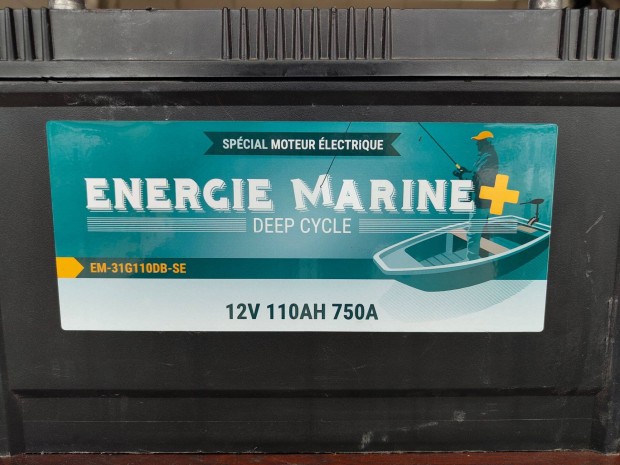 SPÉCIAL MOTEUR ÉLECTRIQUE
ENERGIE MARINE+
DEEP CYCLE
EM-31G110DB-SE
12V 110AH 750A